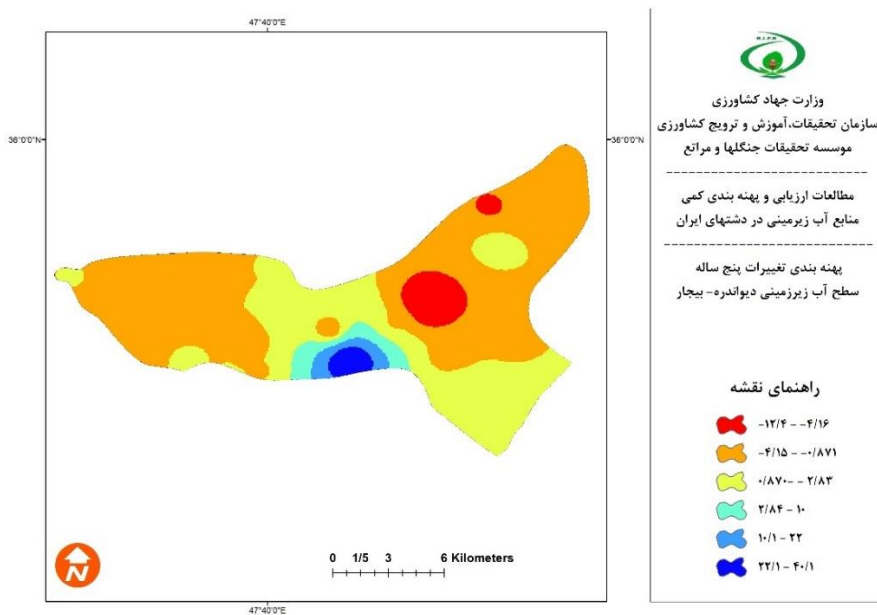 47°40'0"E
36°0'0"N
36°0'0"N
47°40'0"E
N
0 1/5 3 6 Kilometers
R.I.F.R
وزارت جهاد کشاورزی
سازمان تحقیقات،آموزش و ترویج کشاورزی
موسسه تحقیقات جنگلها و مراتع
مطالعات ارزیابی و پهنه بندی کمی
منابع آب زیرمینی در دشتهای ایران
پهنه بندی تغییرات پنج ساله
سطح آب زیرزمینی دیواندره- بیجار
راهنمای نقشه
-۱۲/۴ - -۴/۱۶
-۴/۱۵ - -۰/۸۷۱
۰/۸۷۰- - ۲/۸۳
۲/۸۴ - ۱۰
۱۰/۱ - ۲۲
۲۲/۱ - ۴۰/۱